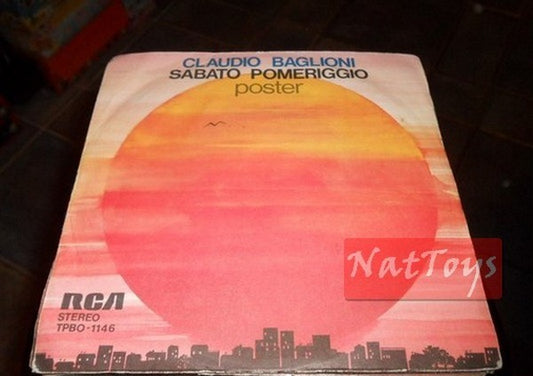 CLAUDIO BAGLIONI
SABATO POMERIGGIO
poster
NatToys
RCA
STEREO
TPBO-1146